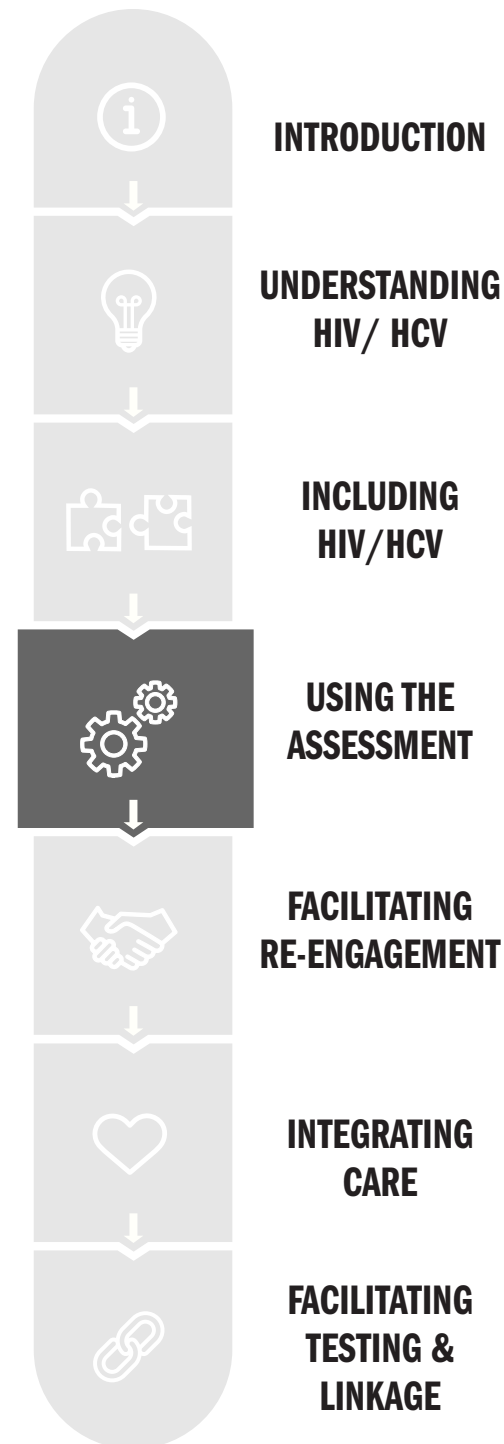 INTRODUCTION
UNDERSTANDING
HIV/ HCV
INCLUDING
HIV/HCV
USING THE
ASSESSMENT
FACILITATING
RE-ENGAGEMENT
INTEGRATING
CARE
FACILITATING
TESTING &
LINKAGE